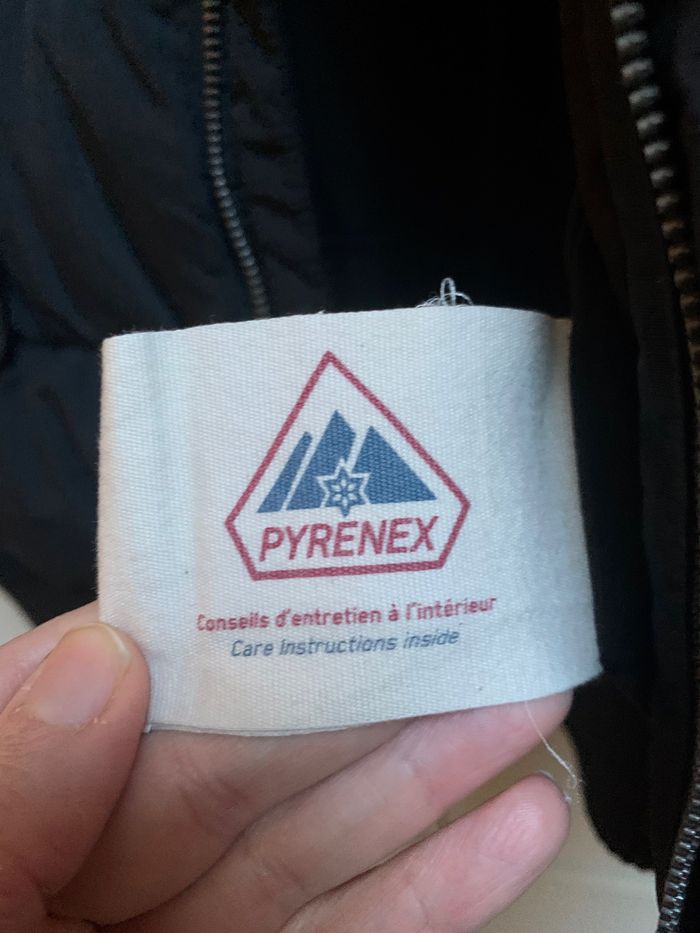 PYRENEX
Conseils d'entretien à l'intérieur
Care Instructions inside